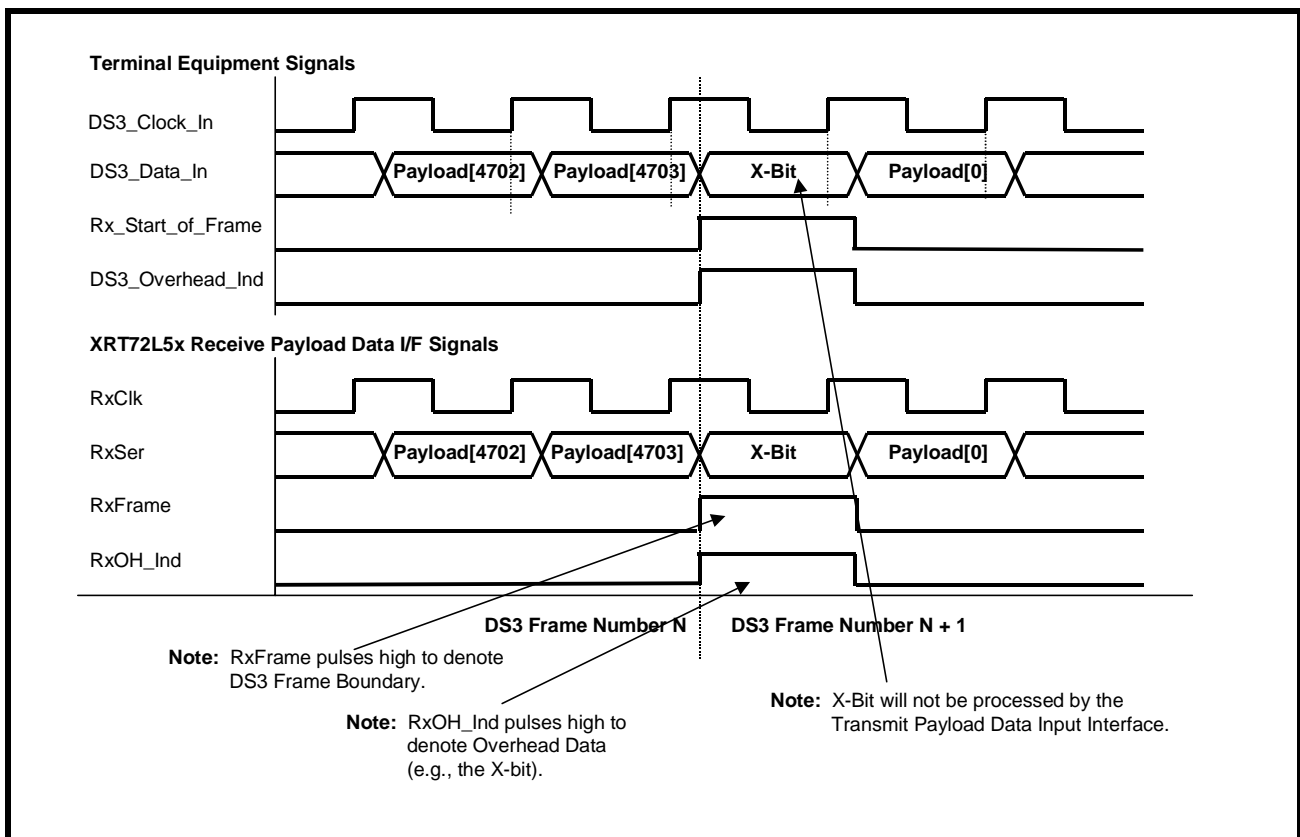 Terminal Equipment Signals
DS3_Clock_In
DS3_Data_In
Payload[4702] Payload[4703] X-Bit Payload[0]
Rx_Start_of_Frame
DS3_Overhead_Ind
XRT72L5x Receive Payload Data I/F Signals
RxClk
RxSer
Payload[4702] Payload[4703] X-Bit Payload[0]
RxFrame
RxOH_Ind
DS3 Frame Number N DS3 Frame Number N + 1
Note: RxFrame pulses high to denote
DS3 Frame Boundary.
Note: RxOH_Ind pulses high to
denote Overhead Data
(e.g., the X-bit).
Note: X-Bit will not be processed by the
Transmit Payload Data Input Interface.